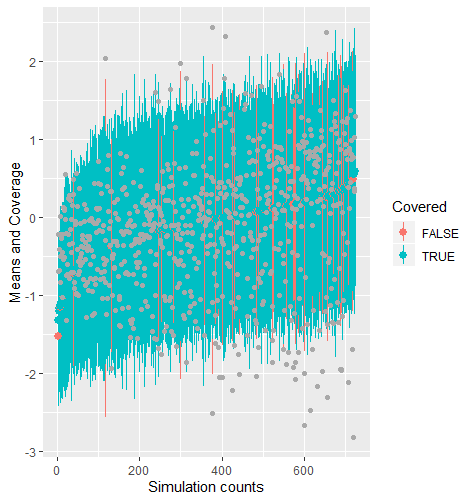 2
1
0
-1
-2
-3
Means and Coverage
0
200
400
600
Simulation counts
Covered
FALSE
TRUE